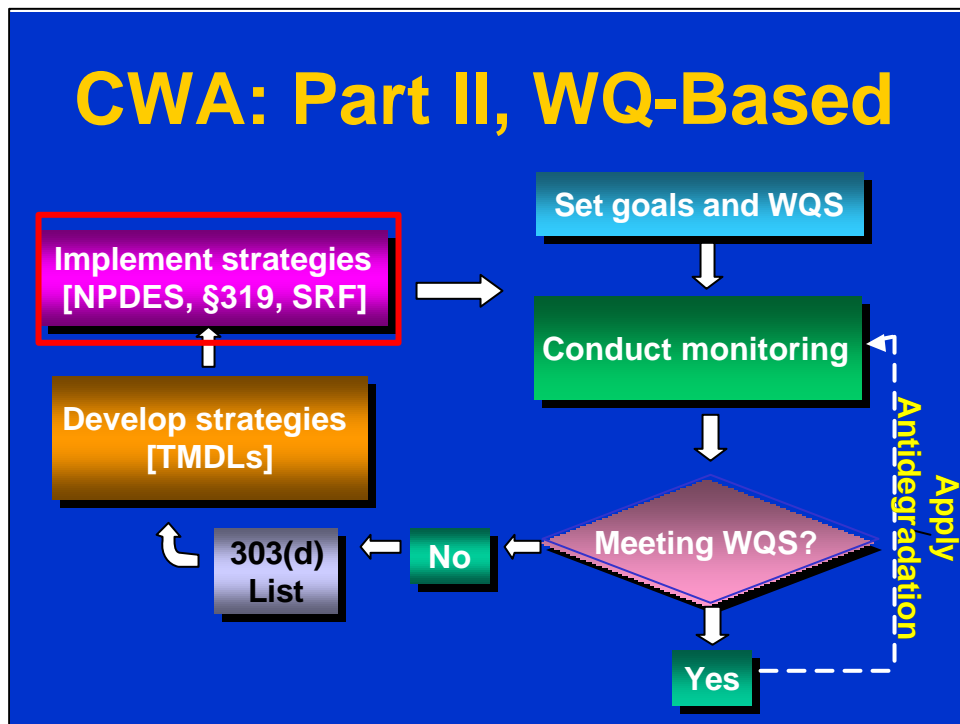 CWA: Part II, WQ-Based
Set goals and WQS
Implement strategies
[NPDES, §319, SRF]
Conduct monitoring
Develop strategies
[TMDLs]
Apply
Antidegradation
Meeting WQS?
No
303(d)
List
Yes